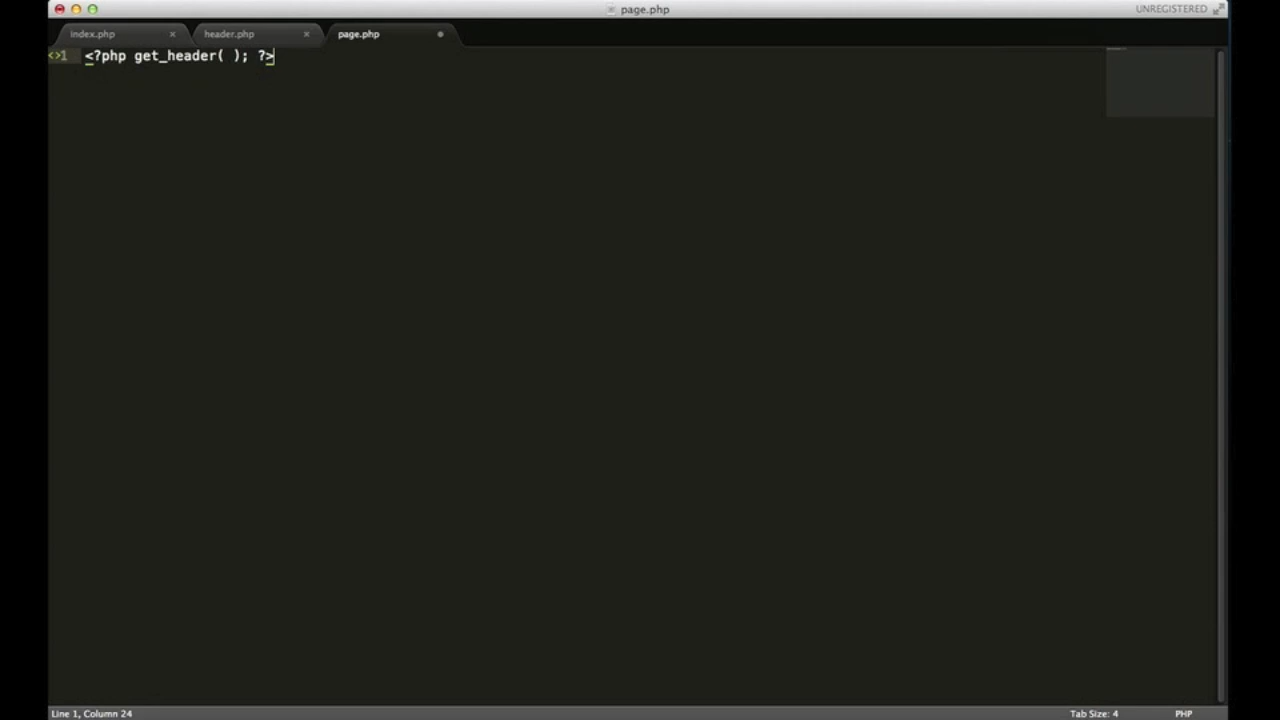 page.php
UNREGISTERED
index.php
header.php
page.php
1 <?php get_header( ); ?>
Line 1, Column 24
Tab Size: 4
PHP